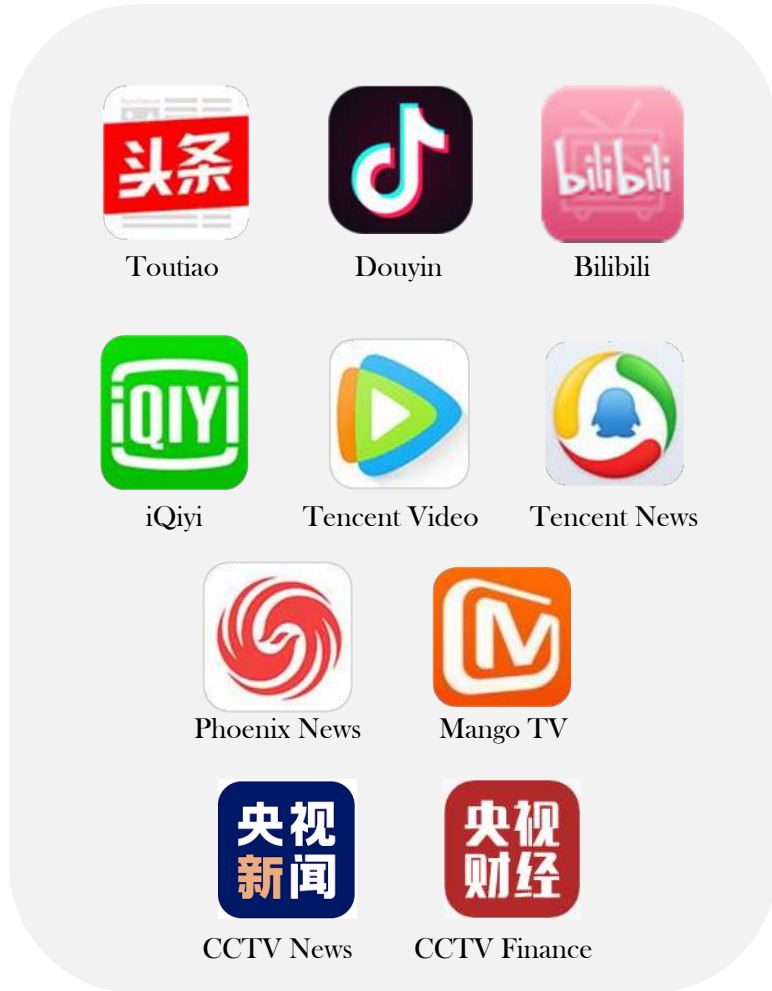 头条
bilibili
Toutiao
Douyin
Bilibili
iQIYI
iQiyi
Tencent Video
Tencent News
Phoenix News
Mango TV
央视
新闻
央视
财经
CCTV News
CCTV Finance